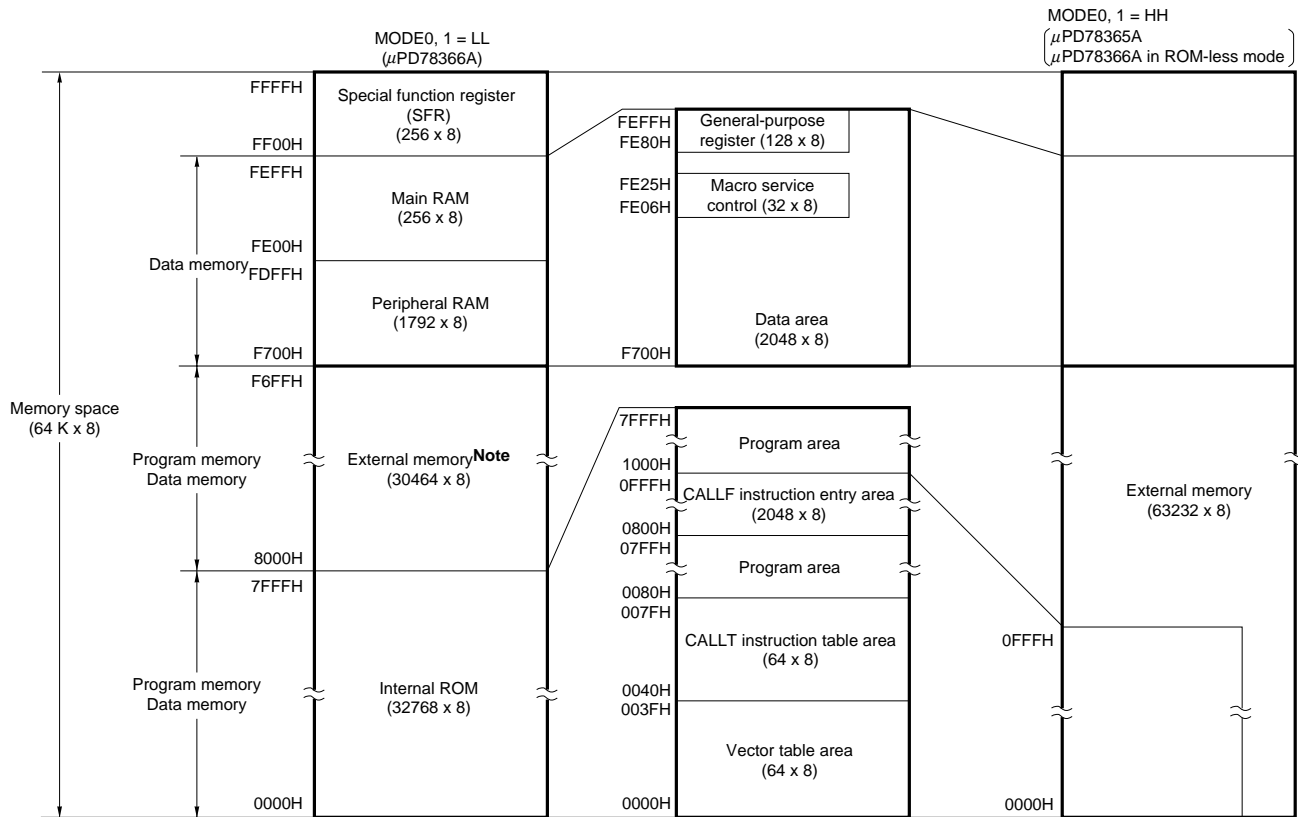 MODE0, 1 = LL
(µPD78366A)
MODE0, 1 = HH
µPD78365A
µPD78366A in ROM-less mode
Memory space
(64 K x 8)
Data memory
Program memory
Data memory
Program memory
Data memory
FFFFH
Special function register
(SFR)
(256 x 8)
FF00H
FEFFH
Main RAM
(256 x 8)
FE00H
FDFFH
Peripheral RAM
(1792 x 8)
F700H
F6FFH
External memory Note
(30464 x 8)
8000H
7FFFH
Internal ROM
(32768 x 8)
0000H
FEFFH
General-purpose
register (128 x 8)
FE80H
FE25H
Macro service
control (32 x 8)
FE06H
Data area
(2048 x 8)
F700H
7FFFH
Program area
1000H
0FFFH
CALLF instruction entry area
(2048 x 8)
0800H
07FFH
Program area
0080H
007FH
CALLT instruction table area
(64 x 8)
0040H
003FH
Vector table area
(64 x 8)
0000H
External memory
(63232 x 8)
0FFFH
0000H